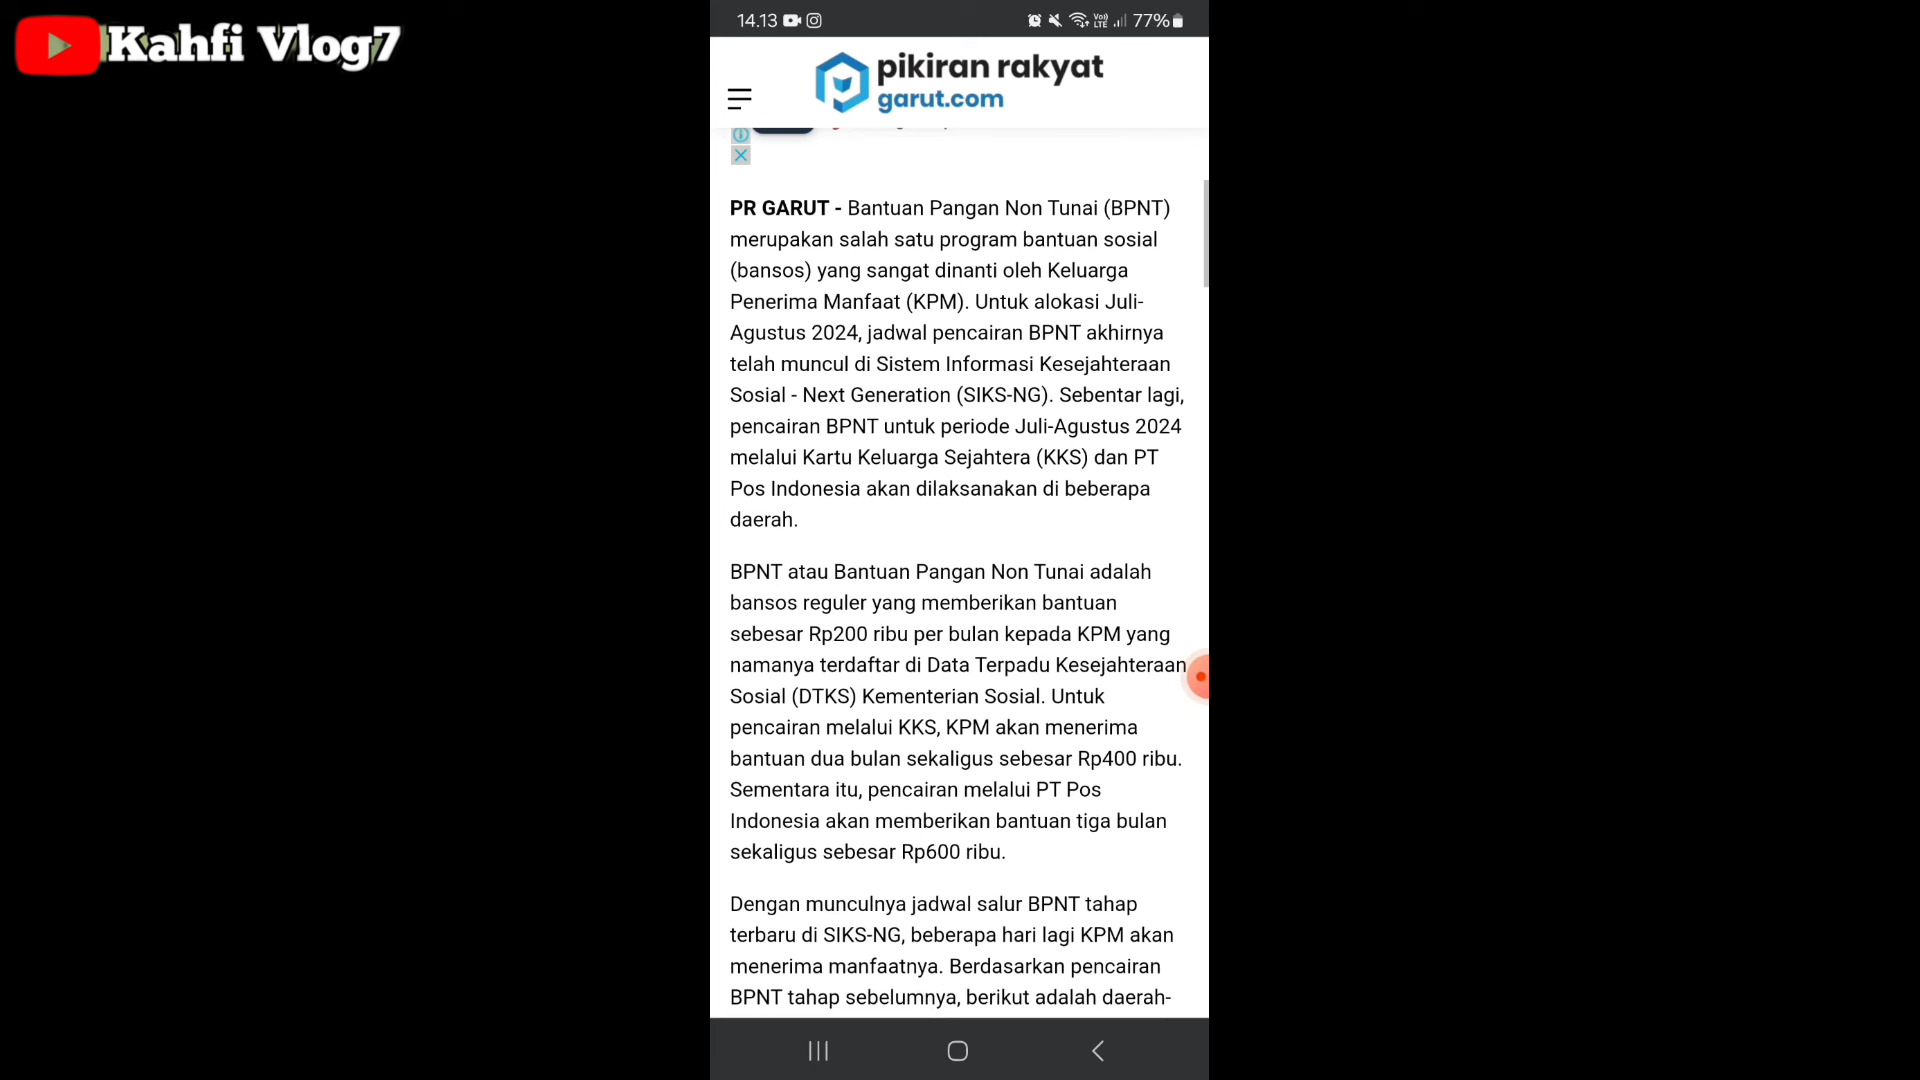 Kahfi Vlog7
14.13
77%
pikiran rakyat
garut.com
PR GARUT - Bantuan Pangan Non Tunai (BPNT)
merupakan salah satu program bantuan sosial
(bansos) yang sangat dinanti oleh Keluarga
Penerima Manfaat (KPM). Untuk alokasi Juli-
Agustus 2024, jadwal pencairan BPNT akhirnya
telah muncul di Sistem Informasi Kesejahteraan
Sosial - Next Generation (SIKS-NG). Sebentar lagi,
pencairan BPNT untuk periode Juli-Agustus 2024
melalui Kartu Keluarga Sejahtera (KKS) dan PT
Pos Indonesia akan dilaksanakan di beberapa
daerah.
BPNT atau Bantuan Pangan Non Tunai adalah
bansos reguler yang memberikan bantuan
sebesar Rp200 ribu per bulan kepada KPM yang
namanya terdaftar di Data Terpadu Kesejahteraan
Sosial (DTKS) Kementerian Sosial. Untuk
pencairan melalui KKS, KPM akan menerima
bantuan dua bulan sekaligus sebesar Rp400 ribu.
Sementara itu, pencairan melalui PT Pos
Indonesia akan memberikan bantuan tiga bulan
sekaligus sebesar Rp600 ribu.
Dengan munculnya jadwal salur BPNT tahap
terbaru di SIKS-NG, beberapa hari lagi KPM akan
menerima manfaatnya. Berdasarkan pencairan
BPNT tahap sebelumnya, berikut adalah daerah-